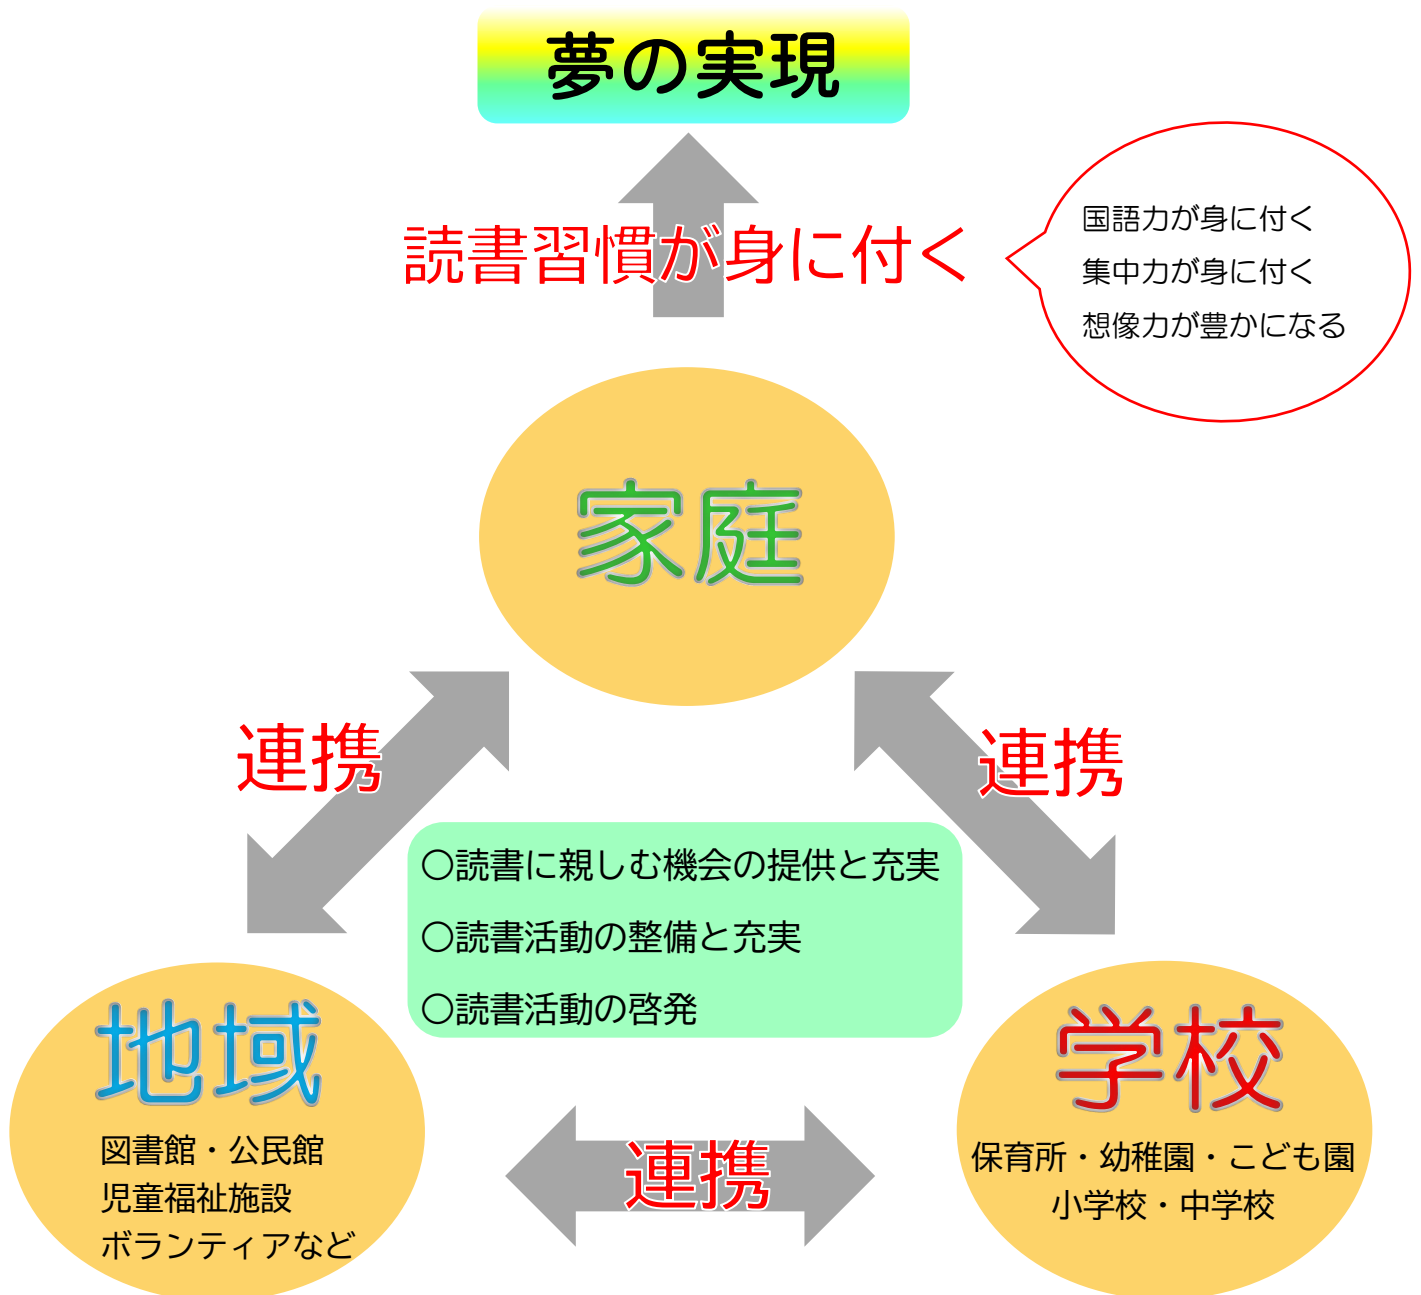 夢の実現
読書習慣が身に付く
国語力が身に付く
集中力が身に付く
想像力が豊かになる
家庭
連携
連携
〇読書に親しむ機会の提供と充実
〇読書活動の整備と充実
〇読書活動の啓発
地域
図書館・公民館
児童福祉施設
ボランティアなど
連携
学校
保育所・幼稚園・こども園
小学校・中学校